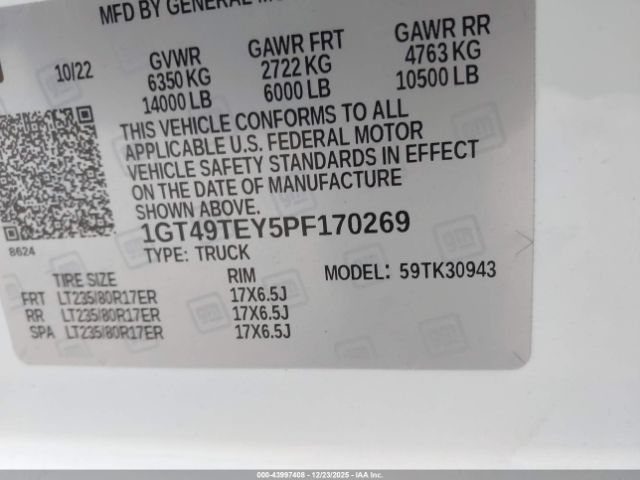 MFD BY GENERAL
10/22 GVWR GAWR FRT GAWR RR
6350 KG 2722 KG 4763 KG
14000 LB 6000 LB 10500 LB
THIS VEHICLE CONFORMS TO ALL
APPLICABLE U.S. FEDERAL MOTOR
VEHICLE SAFETY STANDARDS IN EFFECT
ON THE DATE OF MANUFACTURE
SHOWN ABOVE.
8624 1GT49TEY5PF170269
TYPE: TRUCK
TIRE SIZE RIM MODEL: 59TK30943
FRT LT235/80R17ER 17X6.5J
RR LT235/80R17ER 17X6.5J
SPA LT235/80R17ER 17X6.5J
000-43997408 - 12/23/2025 - IAAI.COM